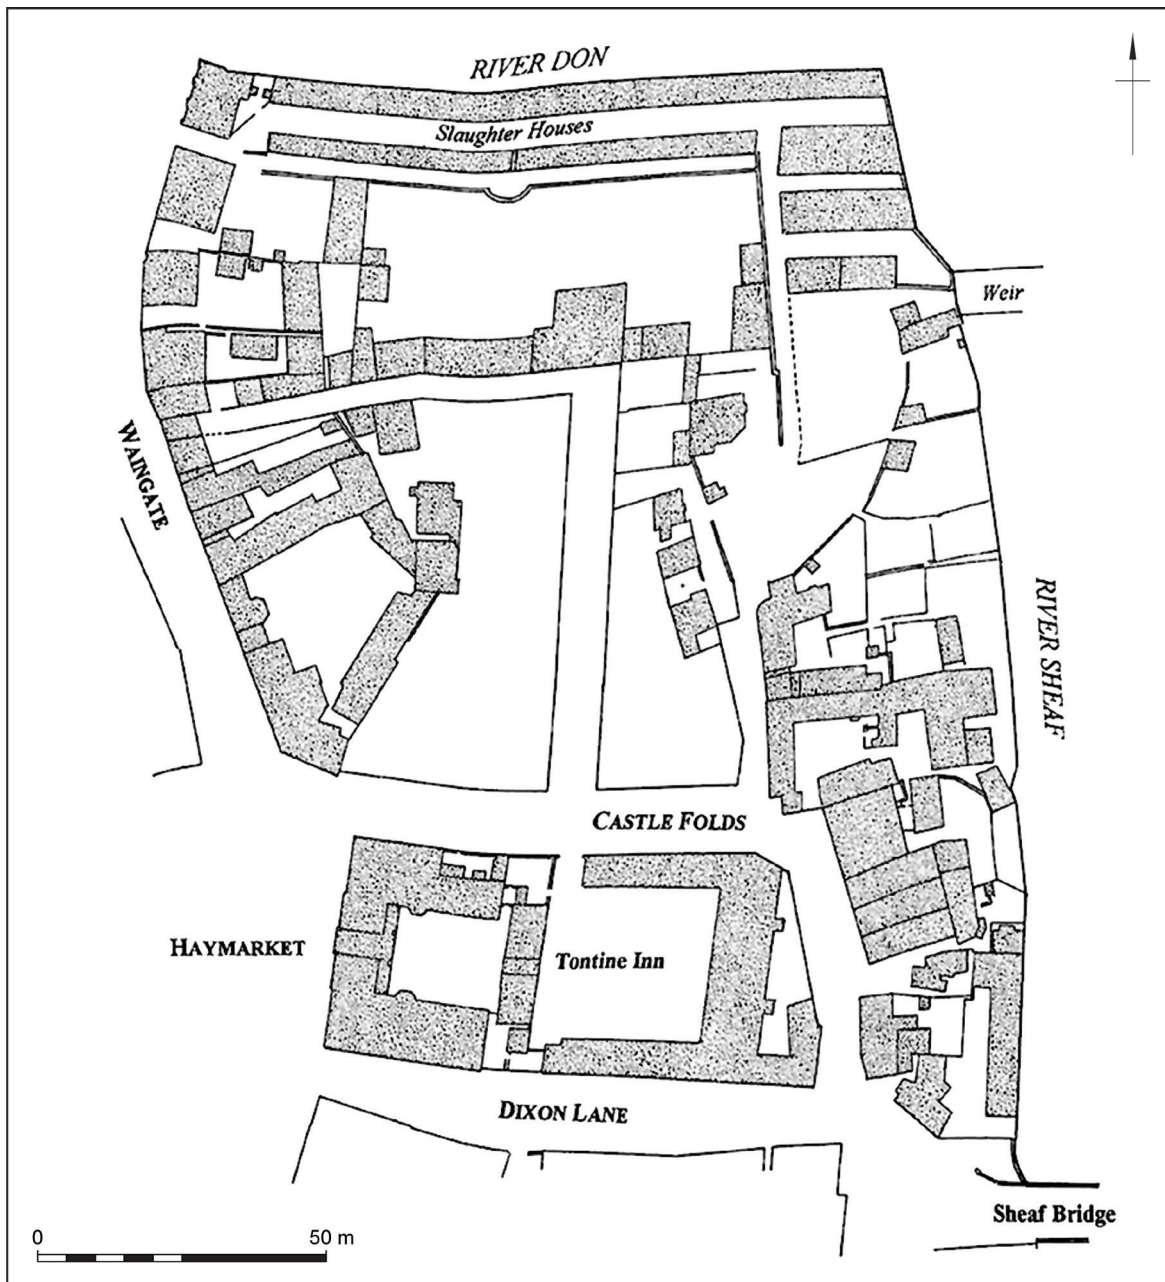 RIVER DON
Slaughter Houses
Weir
WAINGATE
RIVER SHEAF
CASTLE FOLDS
HAYMARKET
Tontine Inn
DIXON LANE
Sheaf Bridge
0 50 m